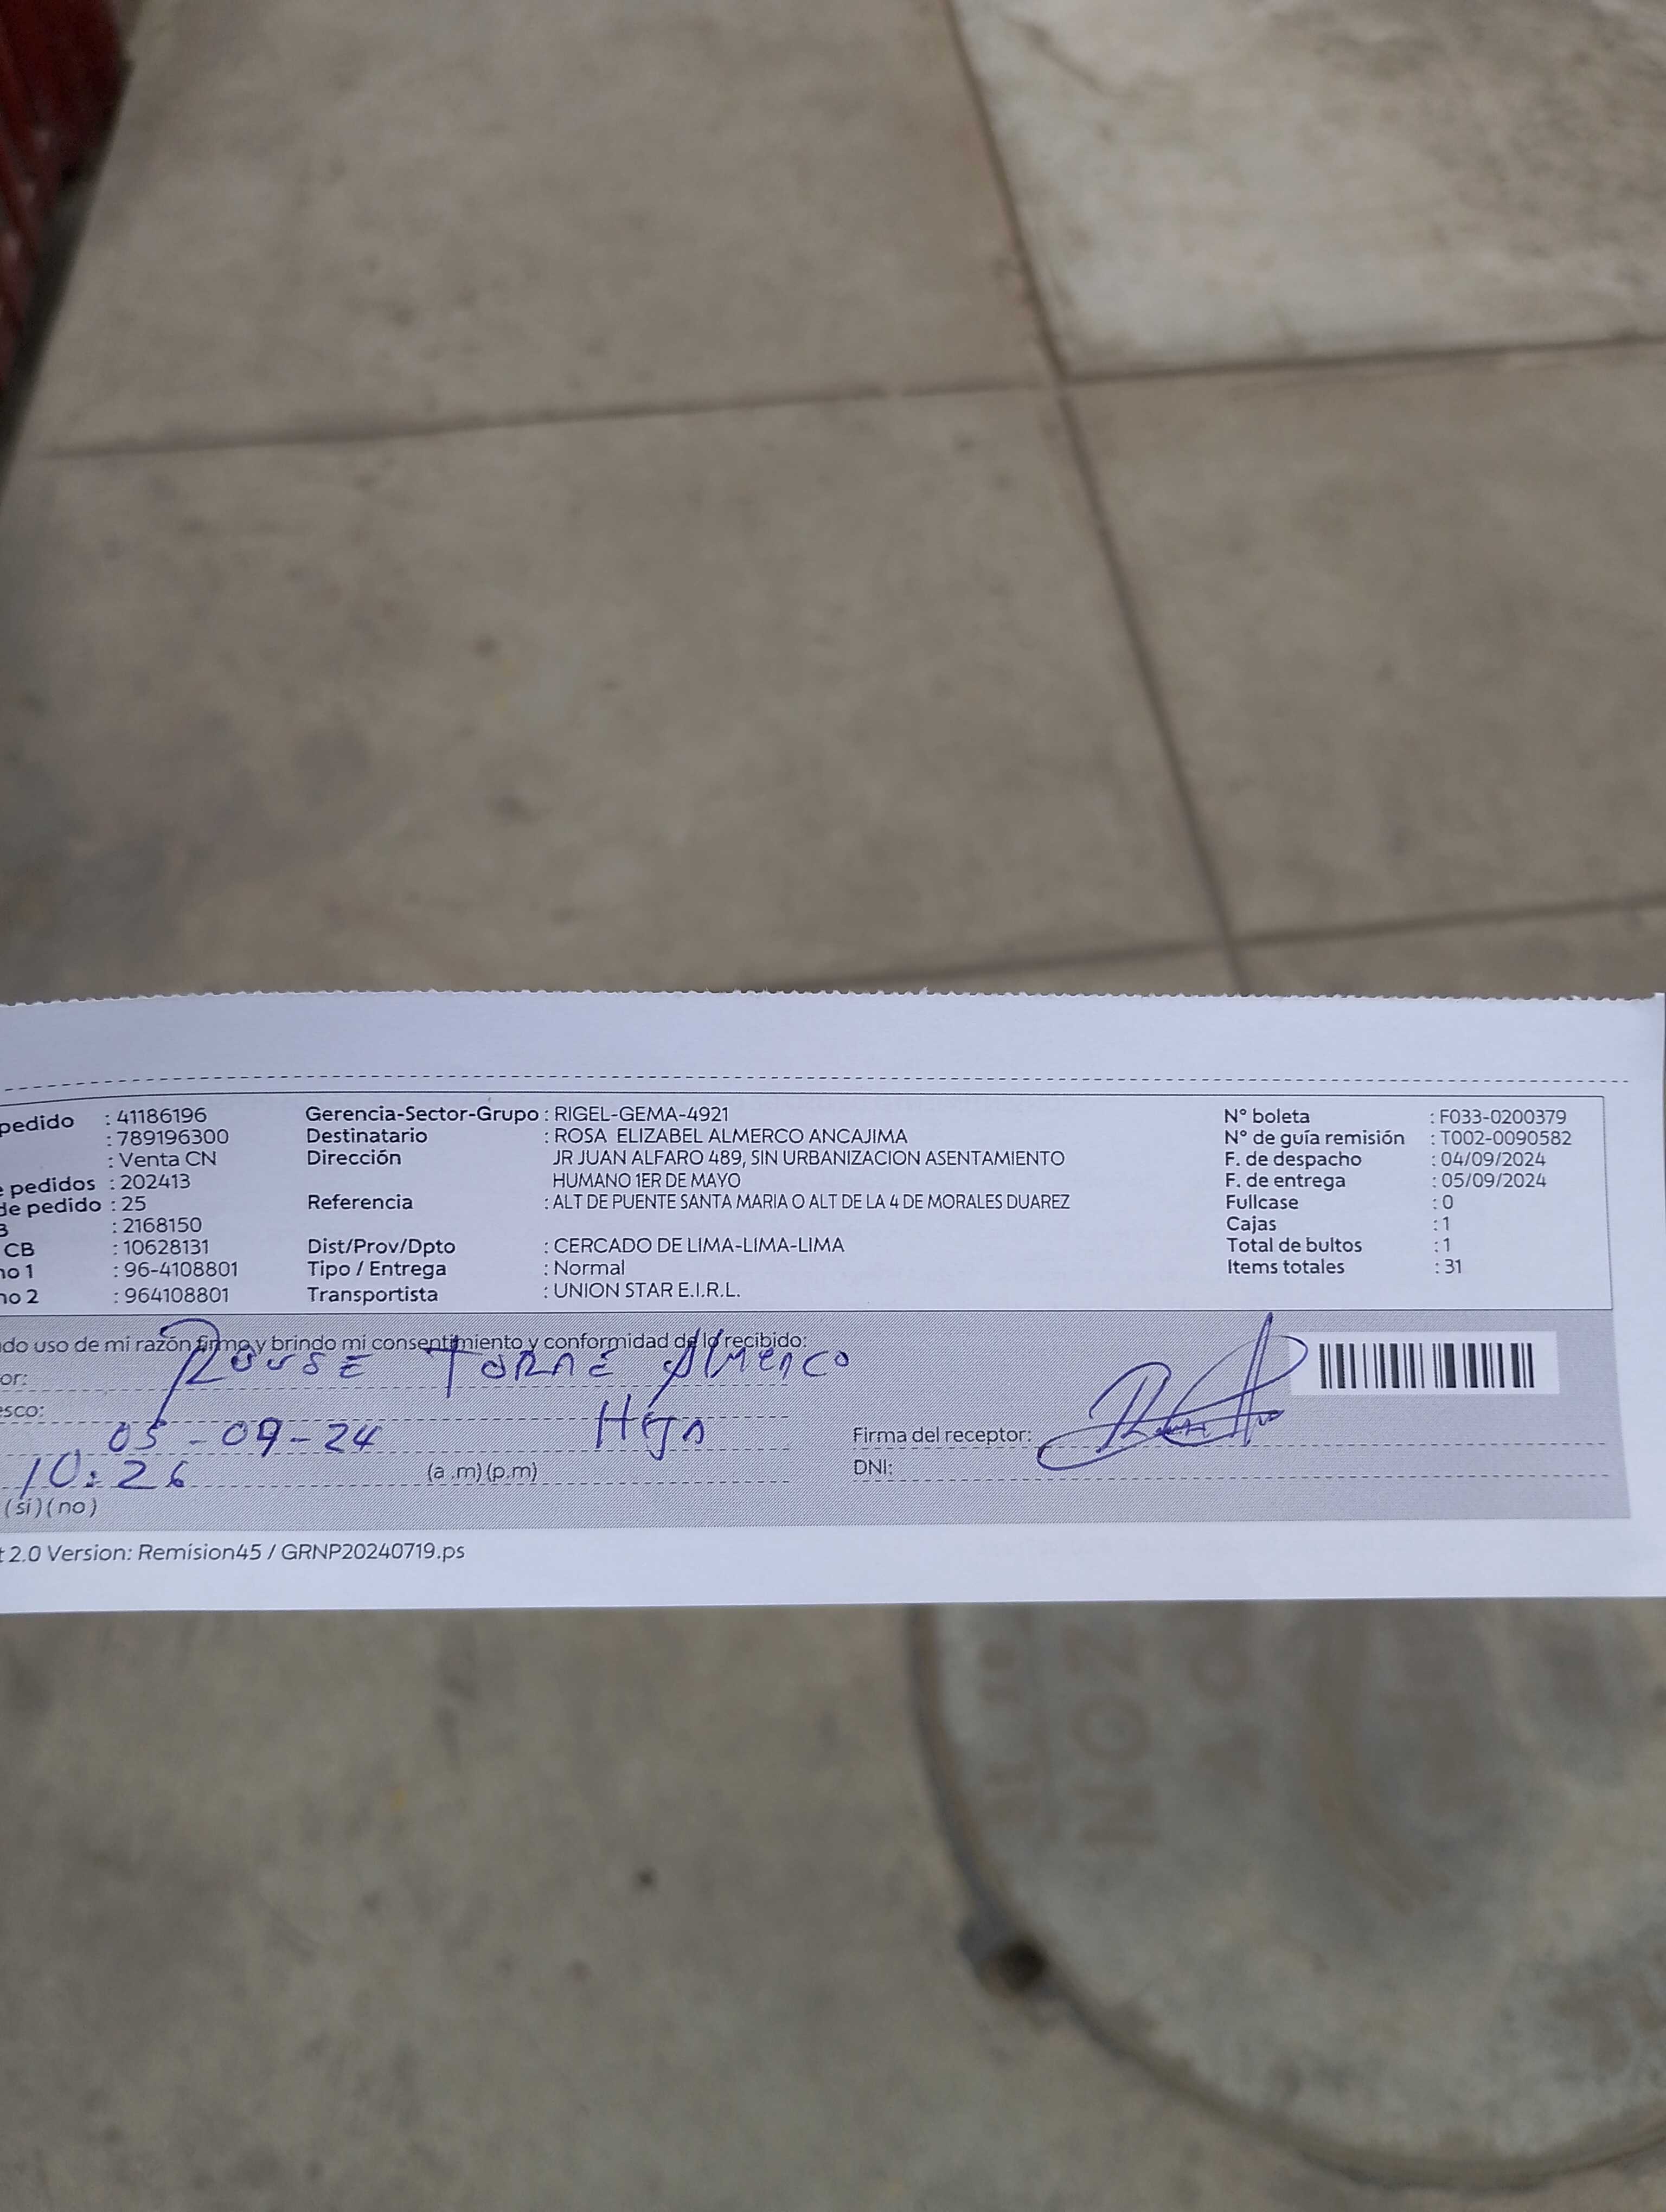 pedido : 41186196 Gerencia-Sector-Grupo : RIGEL-GEMA-4921 N° boleta : F033-0200379
: 789196300 Destinatario : ROSA ELIZABEL ALMERCO ANCAJIMA N° de guía remisión : T002-0090582
: Venta CN Dirección JR JUAN ALFARO 489, SIN URBANIZACION ASENTAMIENTO F. de despacho : 04/09/2024
pedidos : 202413 HUMANO 1ER DE MAYO F. de entrega : 05/09/2024
de pedido : 25 Referencia : ALT DE PUENTE SANTA MARIA O ALT DE LA 4 DE MORALES DUAREZ Fullcase : 0
: 2168150 Cajas : 1
CB : 10628131 Dist/Prov/Dpto : CERCADO DE LIMA-LIMA-LIMA Total de bultos : 1
no 1 : 96-4108801 Tipo / Entrega : Normal Items totales : 31
no 2 : 964108801 Transportista : UNION STAR E.I.R.L.
do uso de mi razón firmo y brindo mi consentimiento y conformidad de lo recibido:
or: Rouse Torre Almerco
esco: Hija
05-09-24 Firma del receptor:
10:26 (a .m) (p.m) DNI:
(si) (no)
t 2.0 Version: Remision45 / GRNP20240719.ps